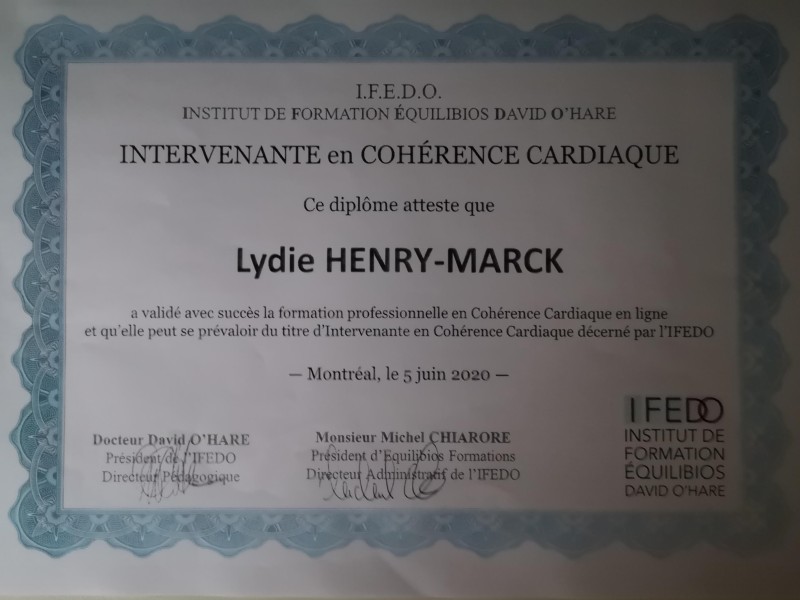 I.F.E.D.O.
INSTITUT DE FORMATION ÉQUILIBIOS DAVID O'HARE
INTERVENANTE en COHÉRENCE CARDIAQUE
Ce diplôme atteste que
Lydie HENRY-MARCK
a validé avec succès la formation professionnelle en Cohérence Cardiaque en ligne
et qu'elle peut se prévaloir du titre d'Intervenante en Cohérence Cardiaque décerné par l'IFEDO
— Montréal, le 5 juin 2020 —
Docteur David O'HARE
Président de l'IFEDO
Directeur Pédagogique
Monsieur Michel CHIARORE
Président d'Equilibios Formations
Directeur Administratif de l'IFEDO
IFEDO
INSTITUT DE
FORMATION
ÉQUILIBIOS
DAVID O'HARE